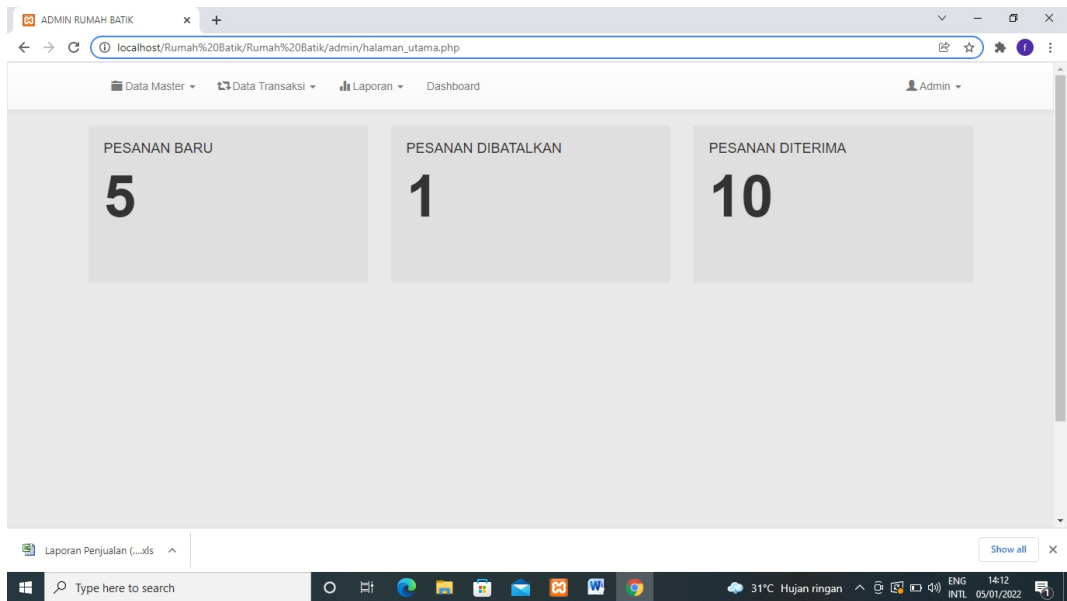 ADMIN RUMAH BATIK
localhost/Rumah%20Batik/Rumah%20Batik/admin/halaman_utama.php
f
Data Master Data Transaksi Laporan Dashboard Admin
PESANAN BARU PESANAN DIBATALKAN PESANAN DITERIMA
5 1 10
Laporan Penjualan (....xls Show all
Type here to search 31°C Hujan ringan ENG 14:12
INTL 05/01/2022 1